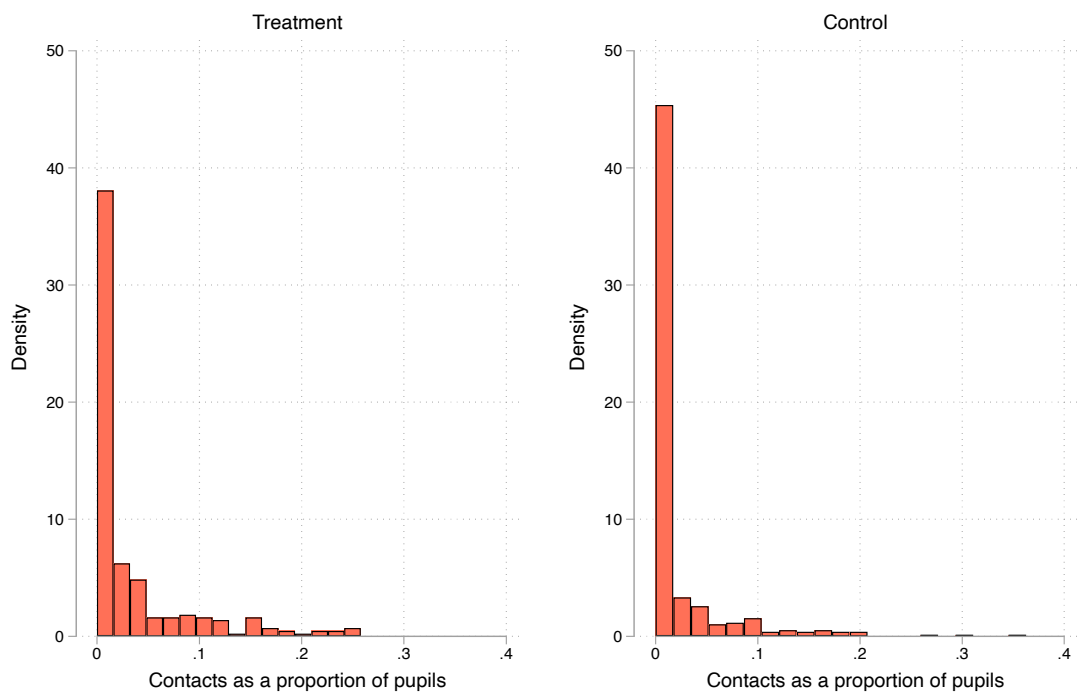 Treatment
50
40
30
20
10
0
Density
0 .1 .2 .3 .4
Contacts as a proportion of pupils
Control
50
40
30
20
10
0
Density
0 .1 .2 .3 .4
Contacts as a proportion of pupils